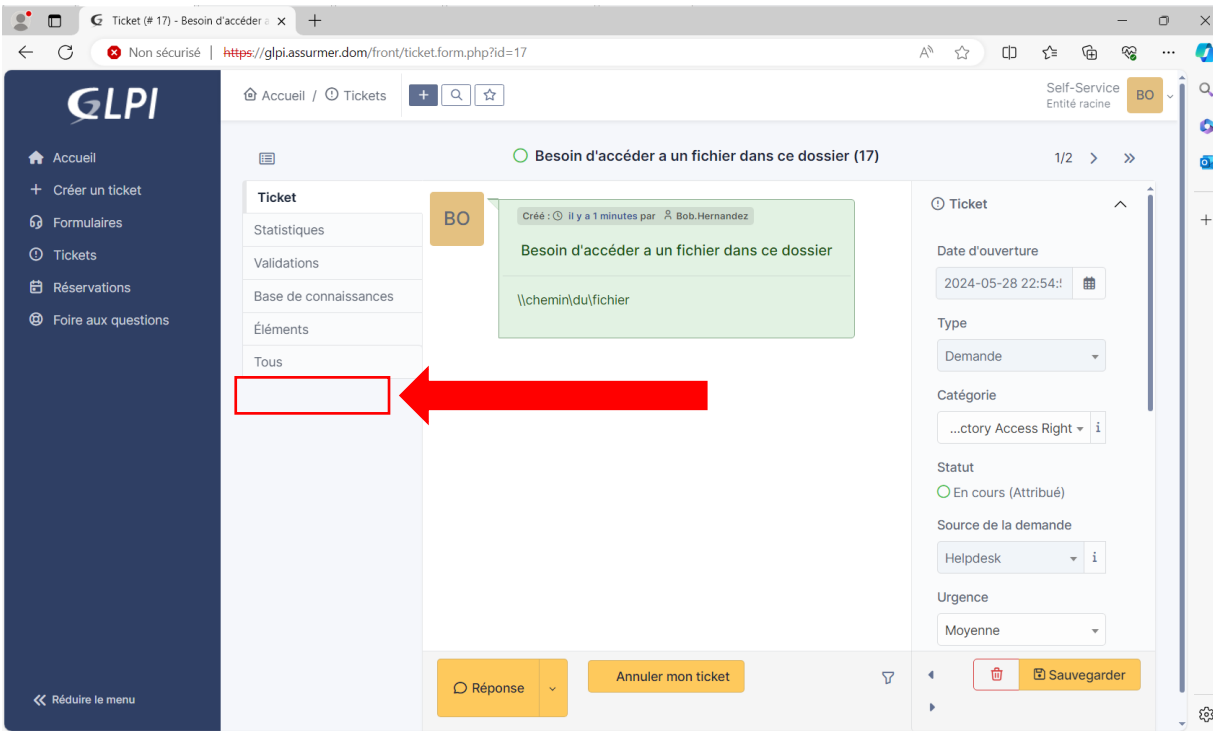 Ticket (# 17) - Besoin d'accéder a
Non sécurisé | https://glpi.assurmer.dom/front/ticket.form.php?id=17
GLPI
Accueil / Tickets
Self-Service
Entité racine
BO
Accueil
Créer un ticket
Formulaires
Tickets
Réservations
Foire aux questions
Réduire le menu
Besoin d'accéder a un fichier dans ce dossier (17)
1/2
Ticket
Statistiques
Validations
Base de connaissances
Éléments
Tous
BO
Créé : il y a 1 minutes par Bob.Hernandez
Besoin d'accéder a un fichier dans ce dossier
\\chemin\du\fichier
Réponse
Annuler mon ticket
Ticket
Date d'ouverture
2024-05-28 22:54:
Type
Demande
Catégorie
...ctory Access Right
i
Statut
En cours (Attribué)
Source de la demande
Helpdesk
i
Urgence
Moyenne
Sauvegarder